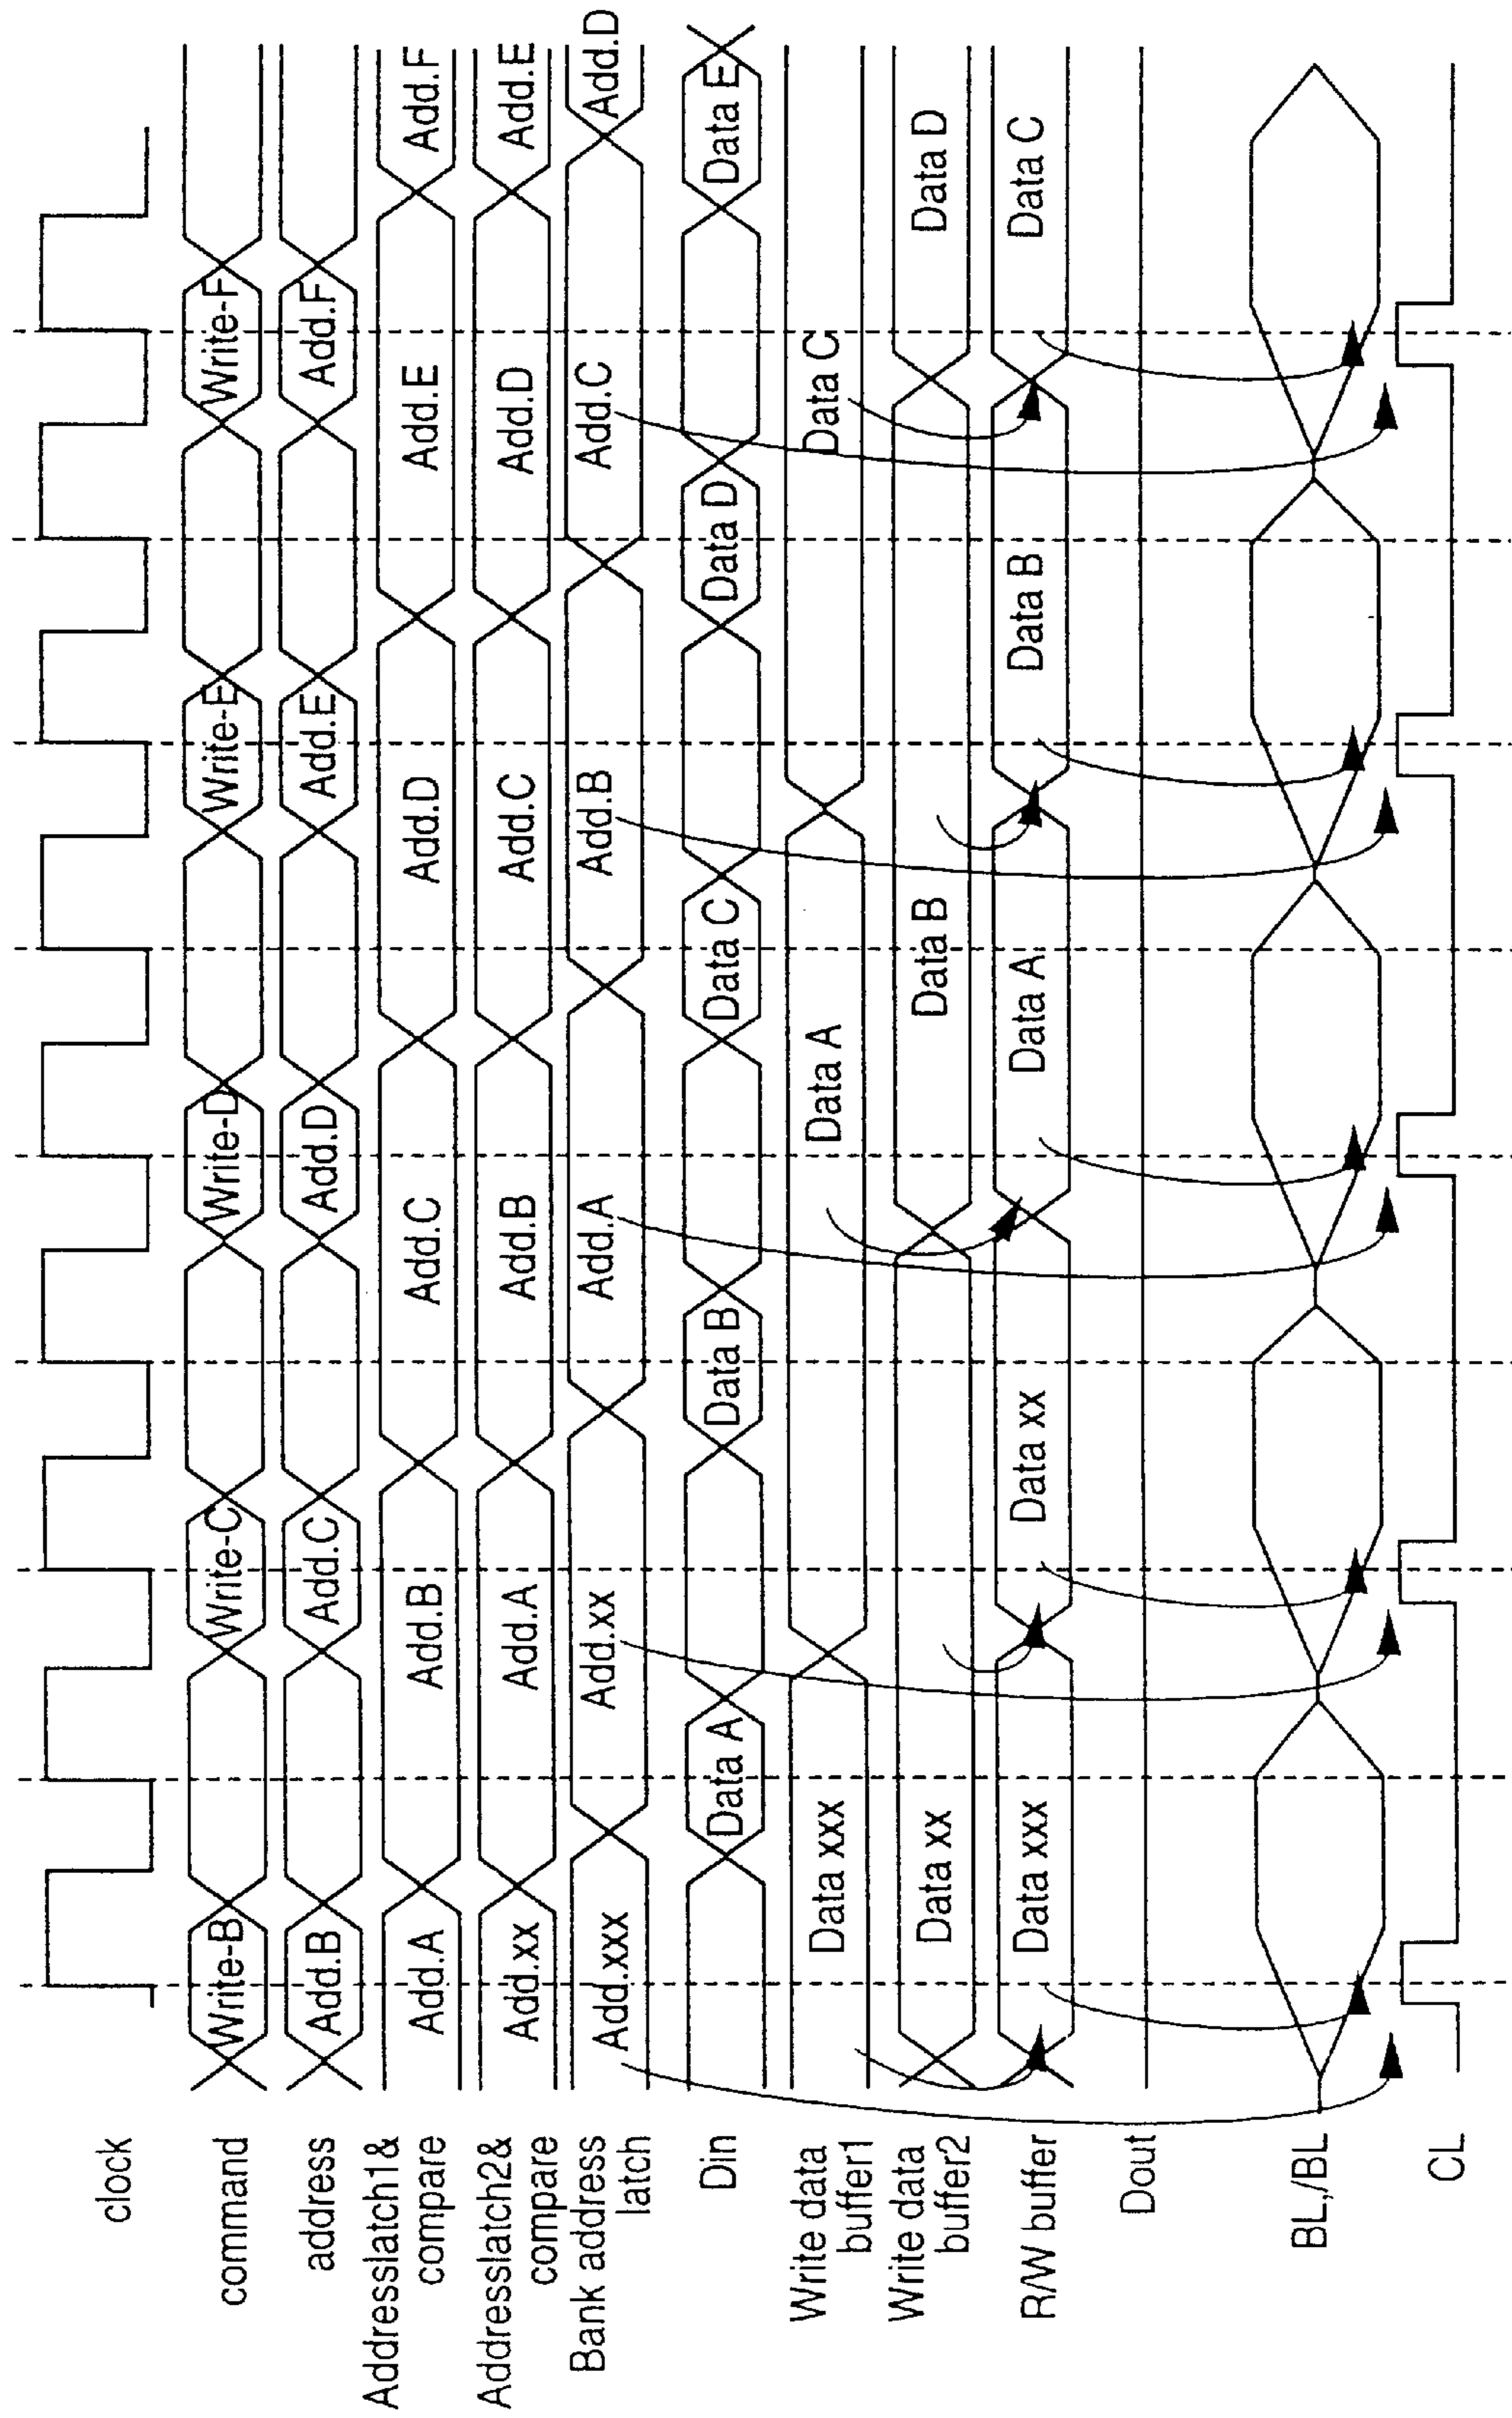 clock
command Write-B Write-C Write-D Write-E Write-F
address Add.B Add.C Add.D Add.E Add.F
Addresslatch1&
compare Add.A Add.B Add.C Add.D Add.E Add.F
Addresslatch2&
compare Add.xx Add.A Add.B Add.C Add.D Add.E
Bank address
latch Add.xxx Add.xx Add.A Add.B Add.C Add.D
Din Data A Data B Data C Data D Data E
Write data
buffer1 Data xxx Data A Data C
Write data
buffer2 Data xx Data B Data D
R/W buffer Data xxx Data xx Data A Data B Data C
Dout
BL,/BL
CL